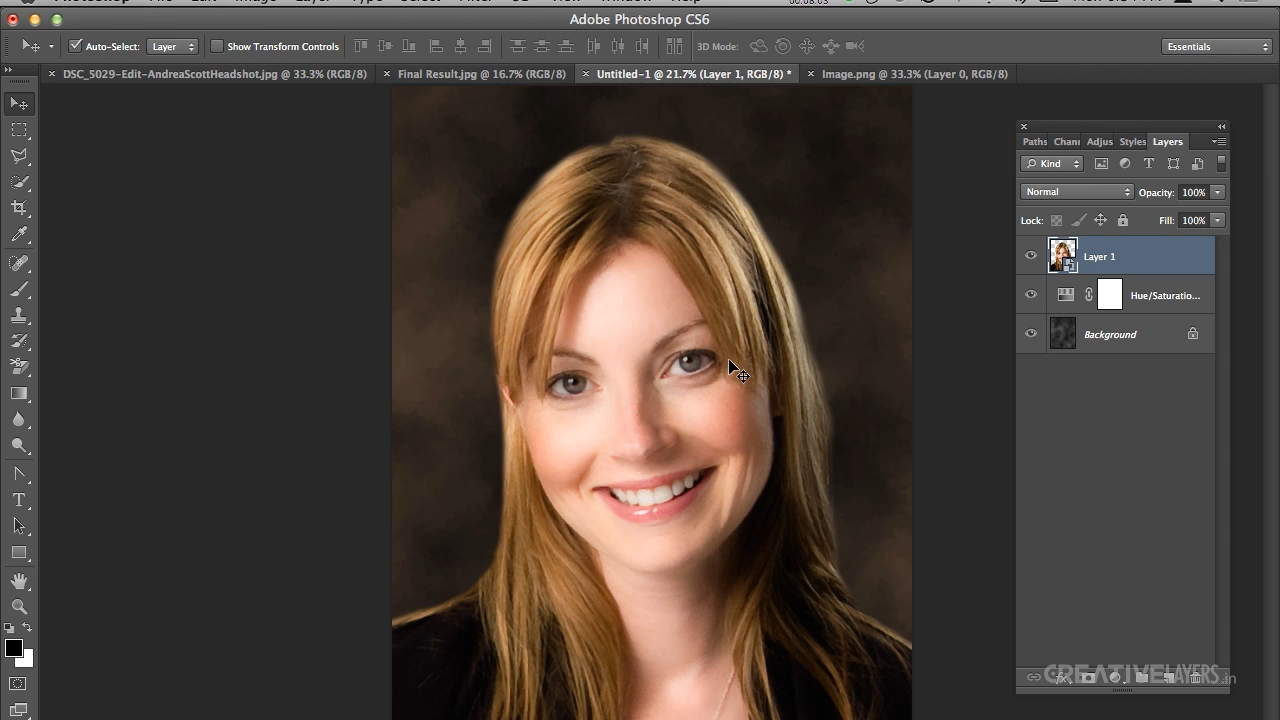 Adobe Photoshop CS6
Auto-Select: Layer Show Transform Controls 3D Mode: Essentials
DSC_5029-Edit-AndreaScottHeadshot.jpg @ 33.3% (RGB/8) Final Result.jpg @ 16.7% (RGB/8) Untitled-1 @ 21.7% (Layer 1, RGB/8) * Image.png @ 33.3% (Layer 0, RGB/8)
Paths Chann Adjus Styles Layers
Kind
Normal Opacity: 100%
Lock: Fill: 100%
Layer 1
Hue/Saturatio...
Background
CREATIVELAYERS.in